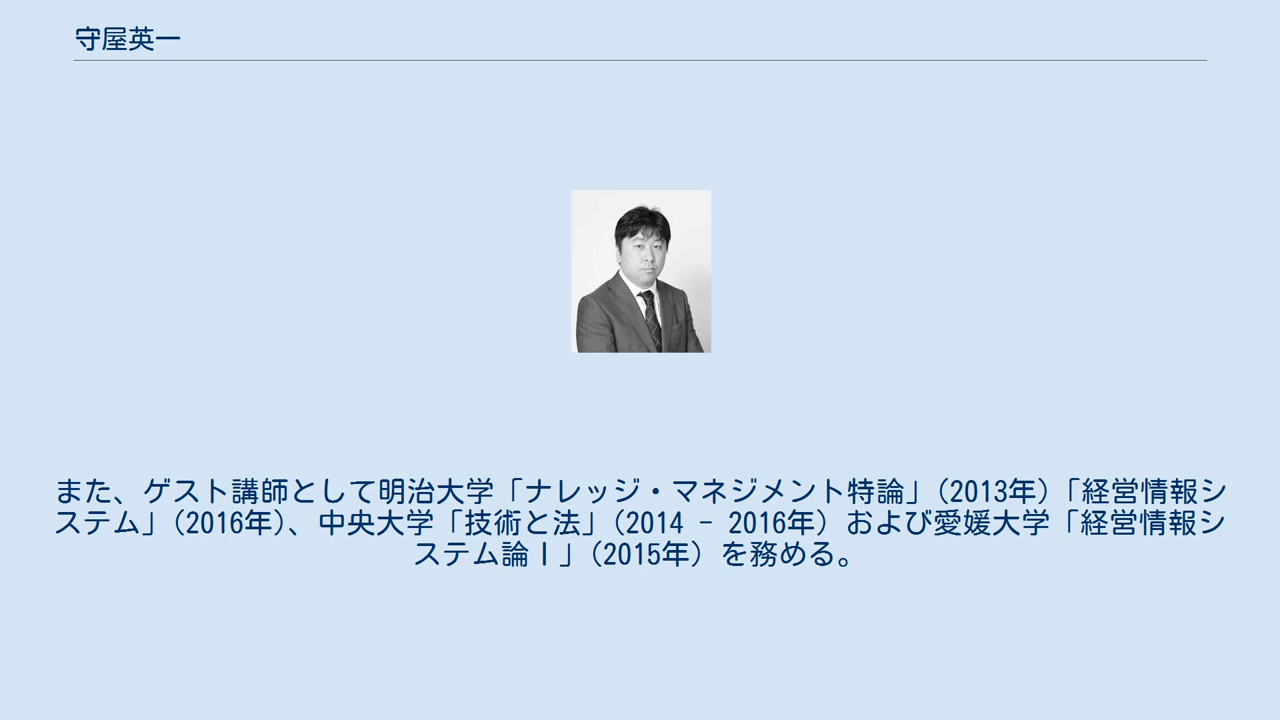 守屋英一
また、ゲスト講師として明治大学「ナレッジ・マネジメント特論」(2013年)「経営情報シ
ステム」(2016年)、中央大学「技術と法」(2014 - 2016年) および愛媛大学「経営情報シ
ステム論Ⅰ」(2015年) を務める。